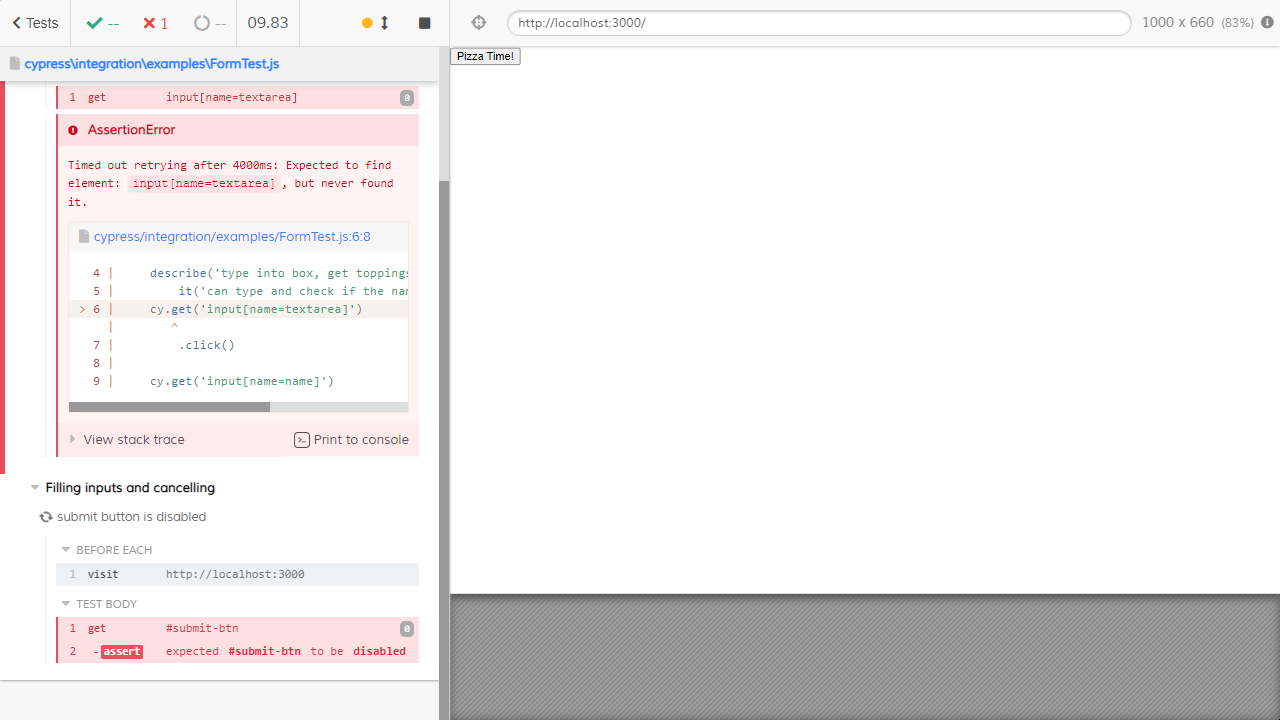 Tests
-- 1 -- 09.83
http://localhost:3000/
1000 x 660 (83%)
cypress\integration\examples\FormTest.js
Pizza Time!
1 get input[name=textarea] 0
AssertionError
Timed out retrying after 4000ms: Expected to find
element: input[name=textarea], but never found
it.
cypress/integration/examples/FormTest.js:6:8
4 | describe('type into box, get toppings
5 | it('can type and check if the nam
> 6 | cy.get('input[name=textarea]')
| ^
7 | .click()
8 |
9 | cy.get('input[name=name]')
View stack trace
Print to console
Filling inputs and cancelling
submit button is disabled
BEFORE EACH
1 visit http://localhost:3000
TEST BODY
1 get #submit-btn 0
2 -assert expected #submit-btn to be disabled